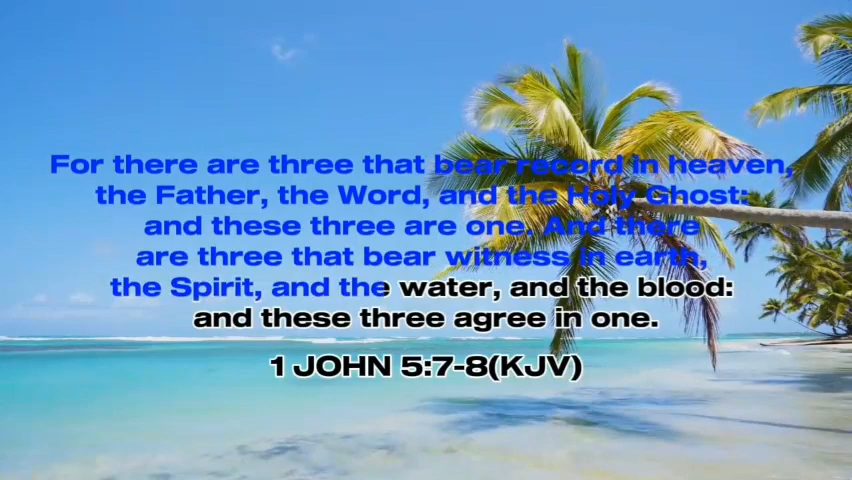 For there are three that bear record in heaven,
the Father, the Word, and the Holy Ghost:
and these three are one. And there
are three that bear witness in earth,
the Spirit, and the water, and the blood:
and these three agree in one.
1 JOHN 5:7-8(KJV)